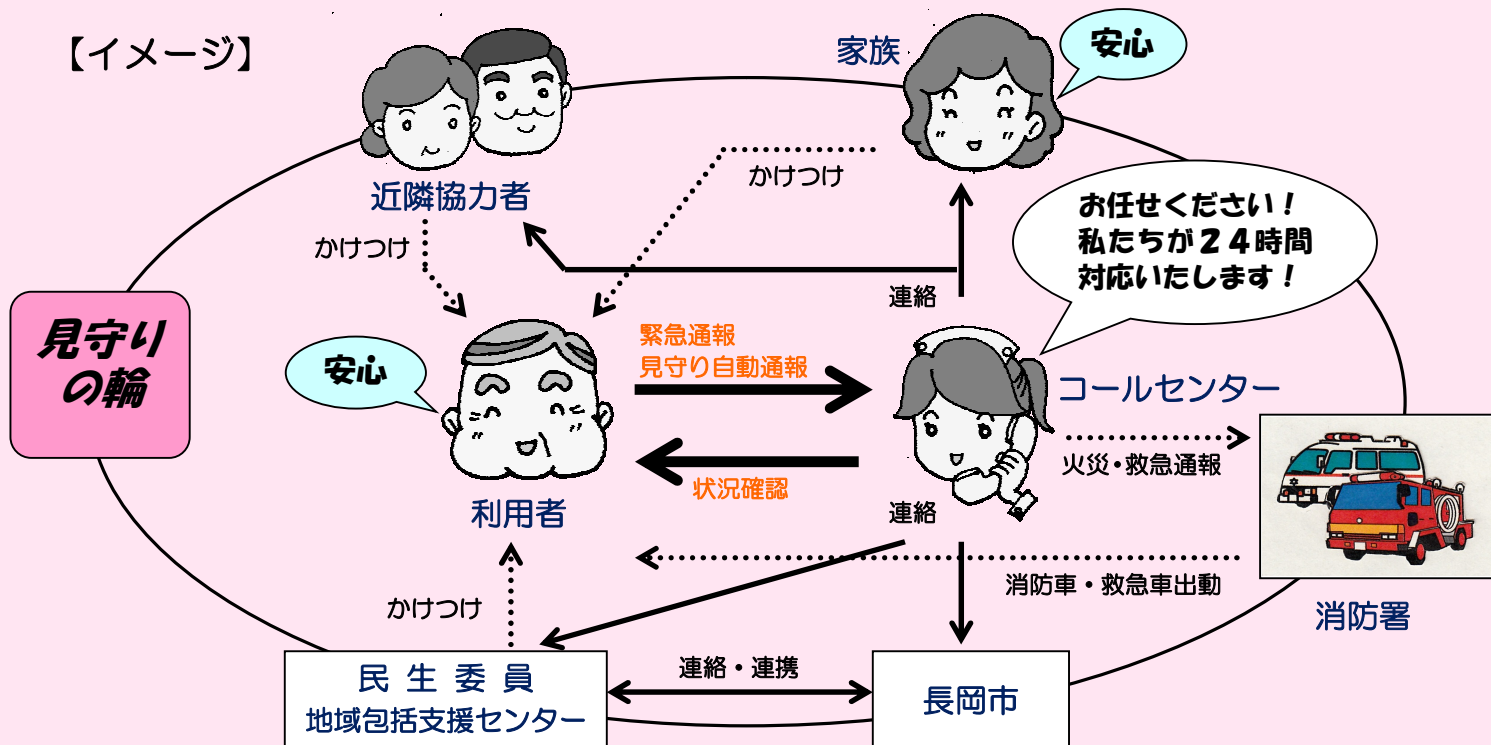 【イメージ】
家族
安心
近隣協力者
かけつけ
かけつけ
お任せください！
私たちが２４時間
対応いたします！
連絡
見守り
の輪
安心
緊急通報
見守り自動通報
コールセンター
火災・救急通報
状況確認
利用者
連絡
消防車・救急車出動
消防署
かけつけ
民生委員
地域包括支援センター
連絡・連携
長岡市